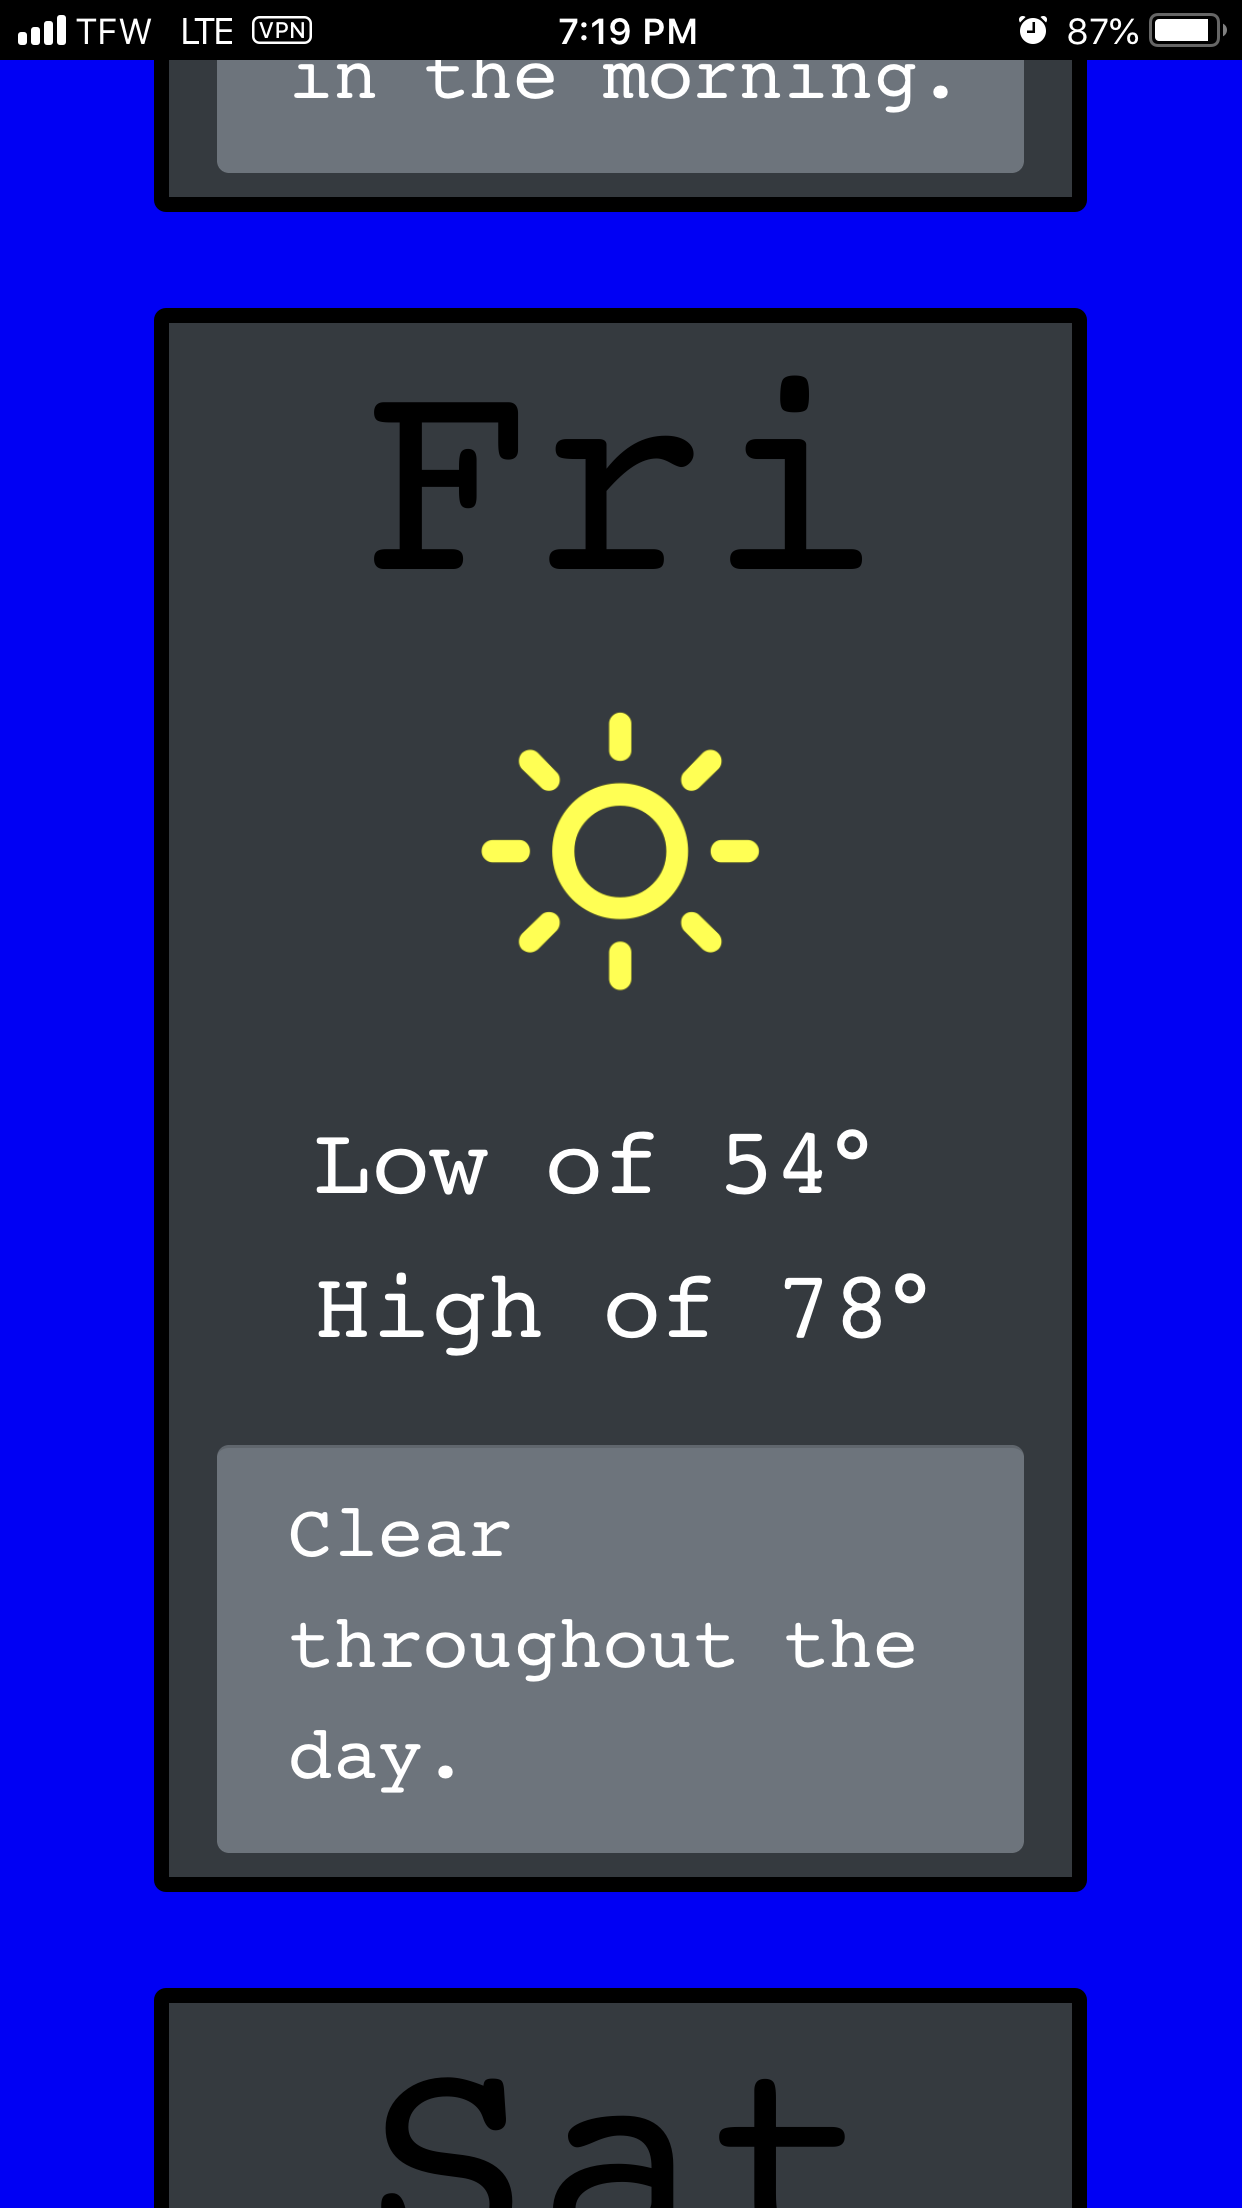 TFW LTE VPN 7:19 PM 87%
in the morning.
Fri
Low of 54°
High of 78°
Clear
throughout the
day.
Sat